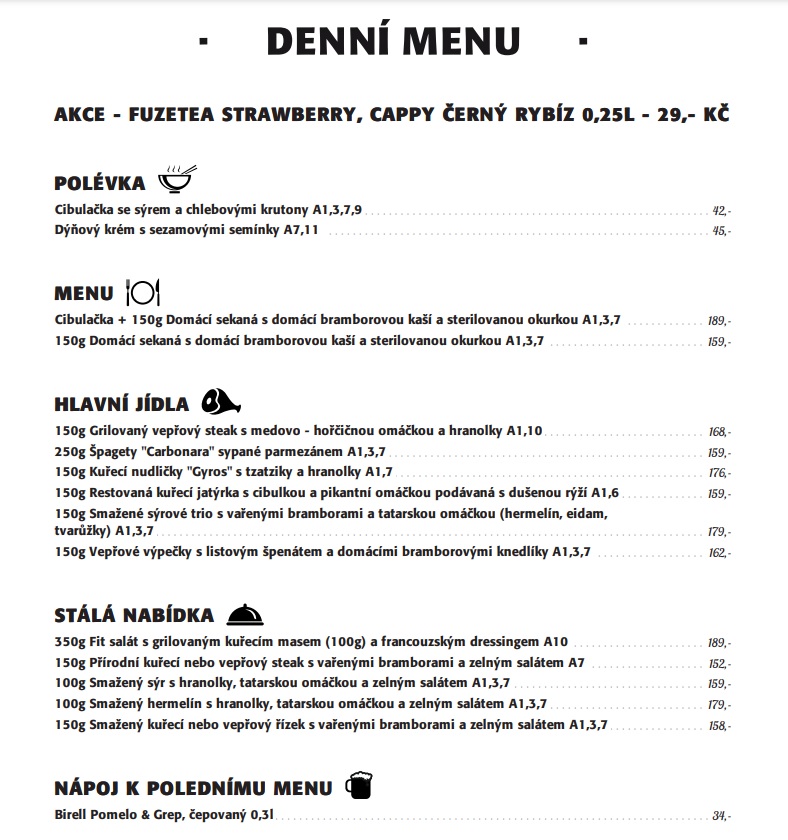 DENNÍ MENU
AKCE - FUZETEA STRAWBERRY, CAPPY ČERNÝ RYBÍZ 0,25L - 29,- KČ
POLÉVKA
Cibulačka se sýrem a chlebovými krutony A1,3,7,9 42,-
Dýňový krém s sezamovými semínky A7,11 45,-
MENU
Cibulačka + 150g Domácí sekaná s domácí bramborovou kaší a sterilovanou okurkou A1,3,7 189,-
150g Domácí sekaná s domácí bramborovou kaší a sterilovanou okurkou A1,3,7 159,-
HLAVNÍ JÍDLA
150g Grilovaný vepřový steak s medovo - hořčičnou omáčkou a hranolky A1,10 168,-
250g Špagety "Carbonara" sypané parmezánem A1,3,7 159,-
150g Kuřecí nudličky "Gyros" s tzatziky a hranolky A1,7 176,-
150g Restovaná kuřecí jatýrka s cibulkou a pikantní omáčkou podávaná s dušenou rýží A1,6 159,-
150g Smažené sýrové trio s vařenými bramborami a tatarskou omáčkou (hermelín, eidam,
tvarůžky) A1,3,7 179,-
150g Vepřové výpečky s listovým špenátem a domácími bramborovými knedlíky A1,3,7 162,-
STÁLÁ NABÍDKA
350g Fit salát s grilovaným kuřecím masem (100g) a francouzským dressingem A10 189,-
150g Přírodní kuřecí nebo vepřový steak s vařenými bramborami a zelným salátem A7 152,-
100g Smažený sýr s hranolky, tatarskou omáčkou a zelným salátem A1,3,7 159,-
100g Smažený hermelín s hranolky, tatarskou omáčkou a zelným salátem A1,3,7 179,-
150g Smažený kuřecí nebo vepřový řízek s vařenými bramborami a zelným salátem A1,3,7 158,-
NÁPOJ K POLEDNÍMU MENU
Birell Pomelo & Grep, čepovaný 0,3l 34,-